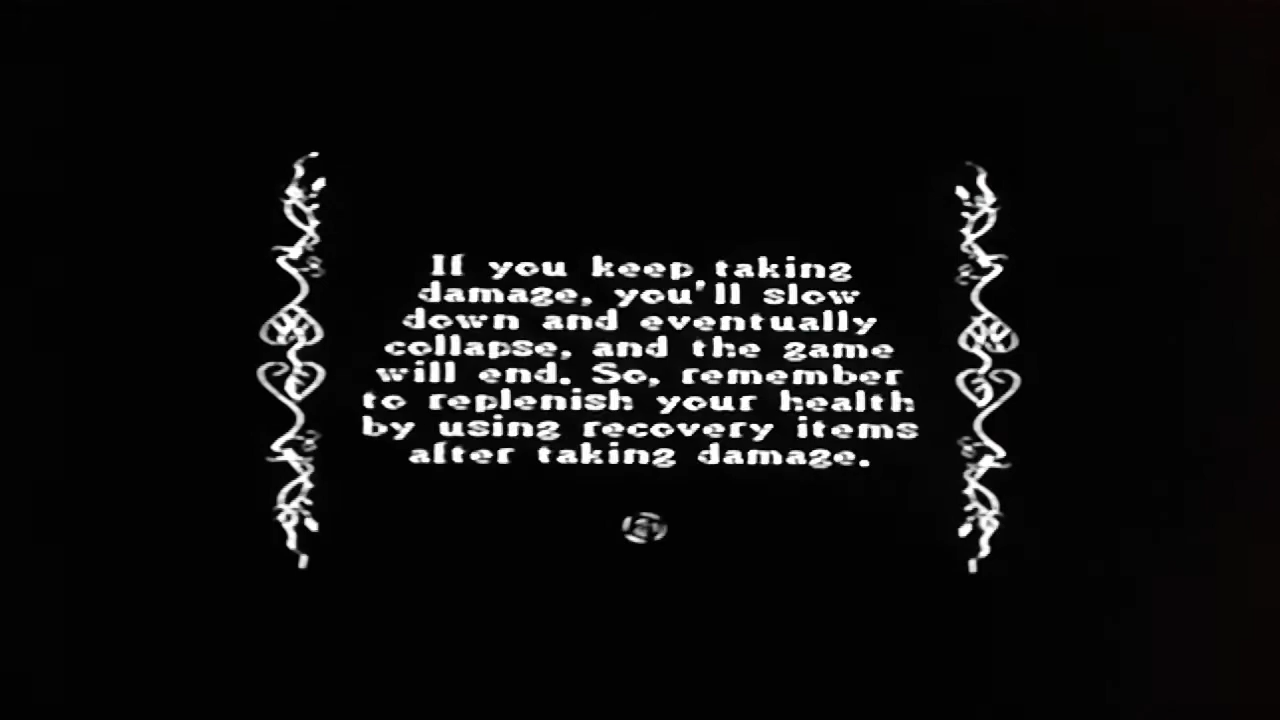 If you keep taking
damage, you'll slow
down and eventually
collapse, and the game
will end. So, remember
to replenish your health
by using recovery items
after taking damage.